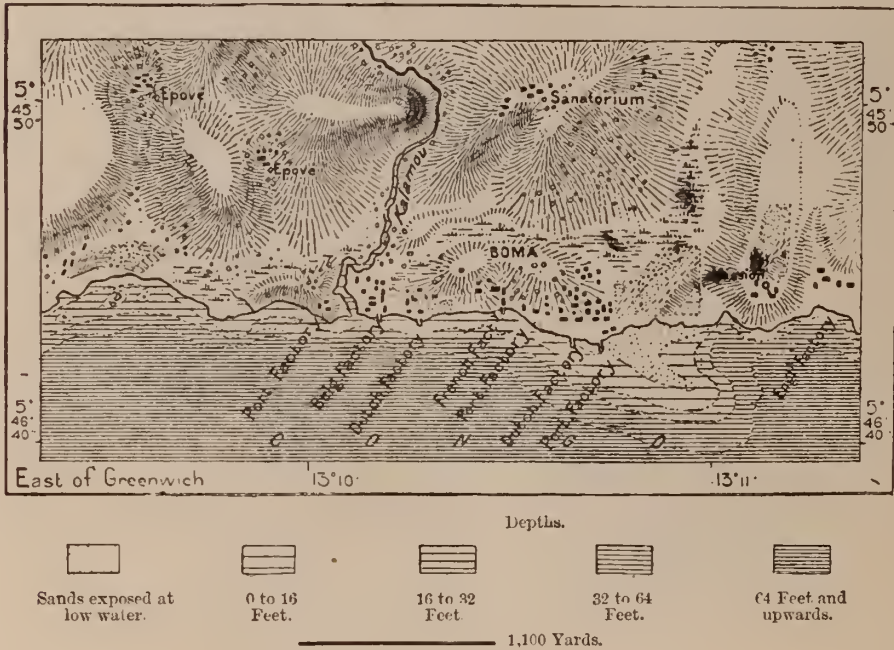 5°
45
50
5°
45
50
Epove
Sanatorium
Epove
Kalamou
BOMA
Mission
Port. Factor
Belg. Factory
Dutch Factory
French Fact.
Port. Factory
Dutch Factory
Port. Factory
Engl. Factory
5°
46
40
5°
46
40
C O N G O
East of Greenwich
13°10'
13°11'
Depths.
Sands exposed at
low water.
0 to 16
Feet.
16 to 32
Feet.
32 to 64
Feet.
64 Feet and
upwards.
1,100 Yards.